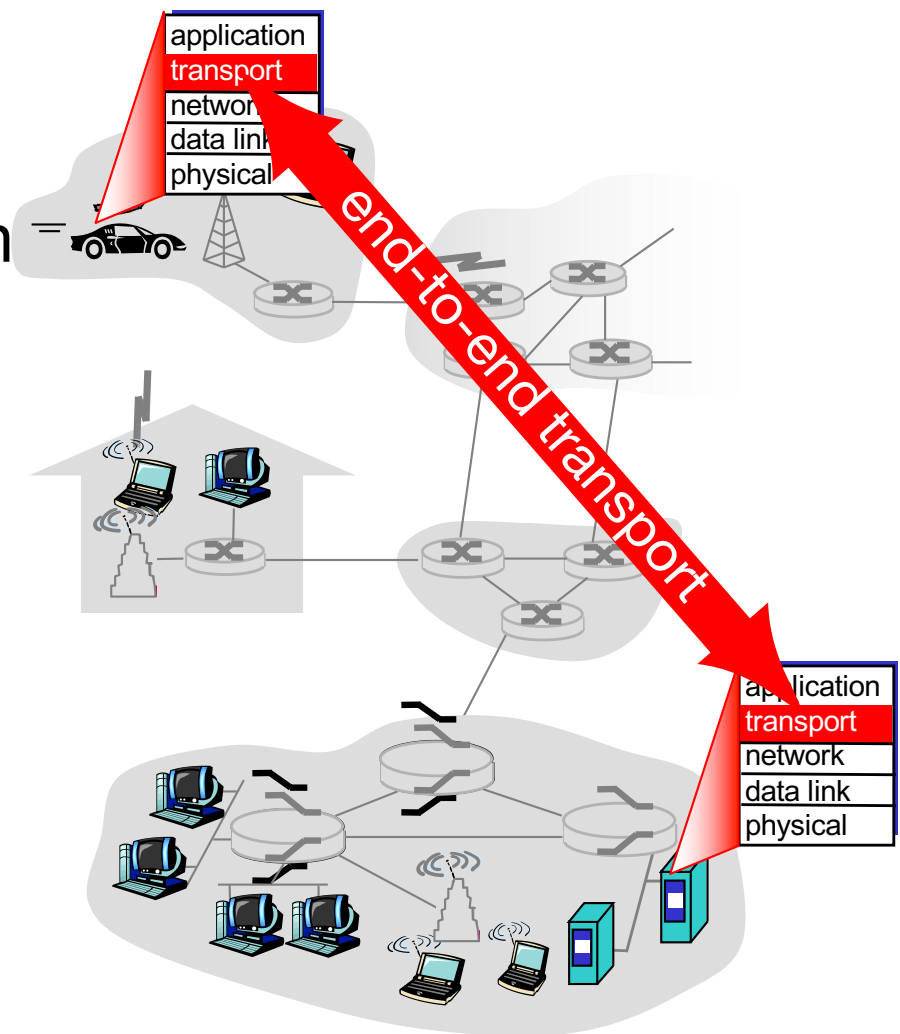 application
transport
network
data link
physical
n
end-to-end transport
application
transport
network
data link
physical